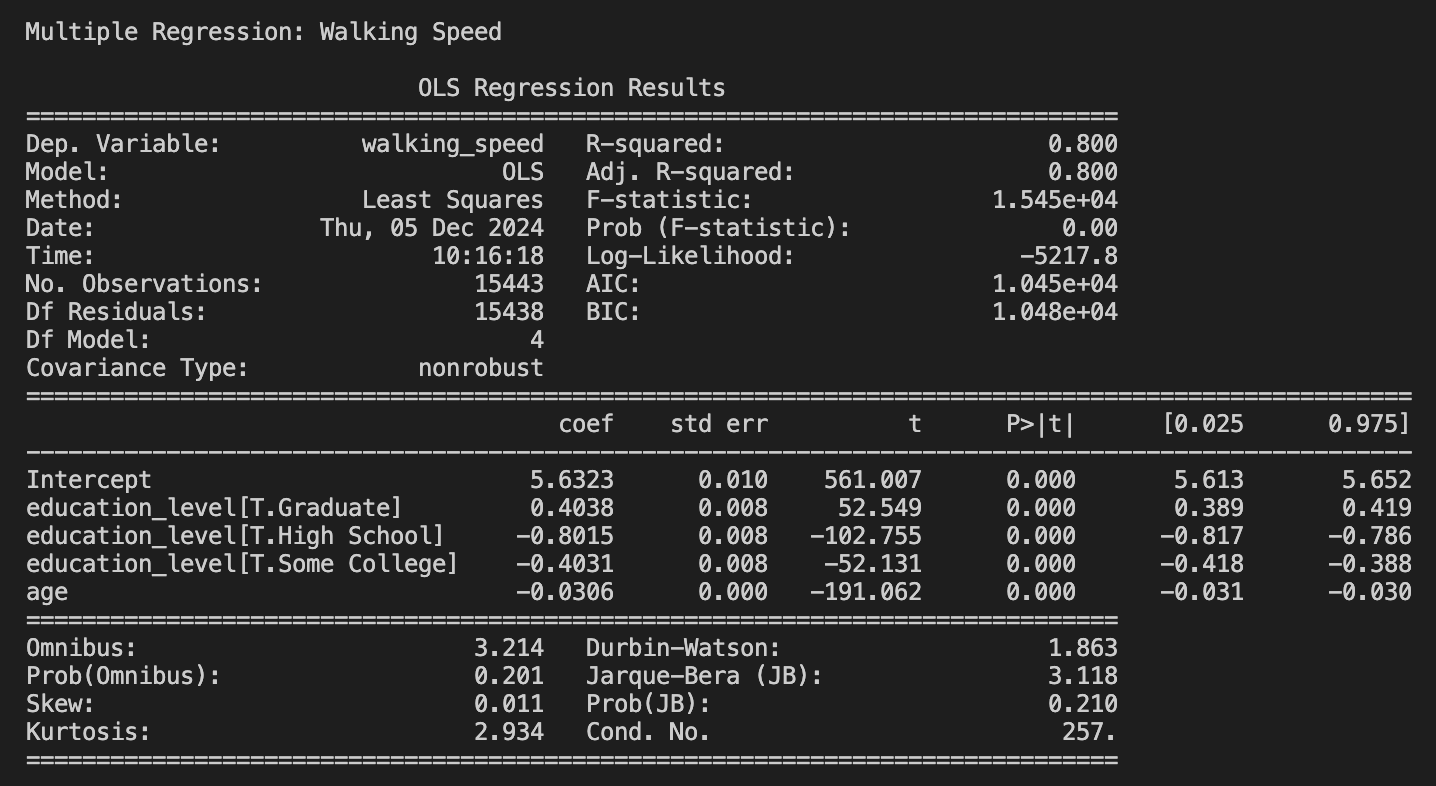 Multiple Regression: Walking Speed
OLS Regression Results
==============================================================================
Dep. Variable:          walking_speed   R-squared:                       0.800
Model:                            OLS   Adj. R-squared:                  0.800
Method:                 Least Squares   F-statistic:                 1.545e+04
Date:                Thu, 05 Dec 2024   Prob (F-statistic):               0.00
Time:                        10:16:18   Log-Likelihood:                -5217.8
No. Observations:               15443   AIC:                         1.045e+04
Df Residuals:                   15438   BIC:                         1.048e+04
Df Model:                           4
Covariance Type:            nonrobust
===================================================================================================
                                      coef    std err          t      P>|t|      [0.025      0.975]
---------------------------------------------------------------------------------------------------
Intercept                           5.6323      0.010    561.007      0.000       5.613       5.652
education_level[T.Graduate]         0.4038      0.008     52.549      0.000       0.389       0.419
education_level[T.High School]     -0.8015      0.008   -102.755      0.000      -0.817      -0.786
education_level[T.Some College]    -0.4031      0.008    -52.131      0.000      -0.418      -0.388
age                                -0.0306      0.000   -191.062      0.000      -0.031      -0.030
==============================================================================
Omnibus:                        3.214   Durbin-Watson:                   1.863
Prob(Omnibus):                  0.201   Jarque-Bera (JB):                3.118
Skew:                           0.011   Prob(JB):                        0.210
Kurtosis:                       2.934   Cond. No.                         257.
==============================================================================